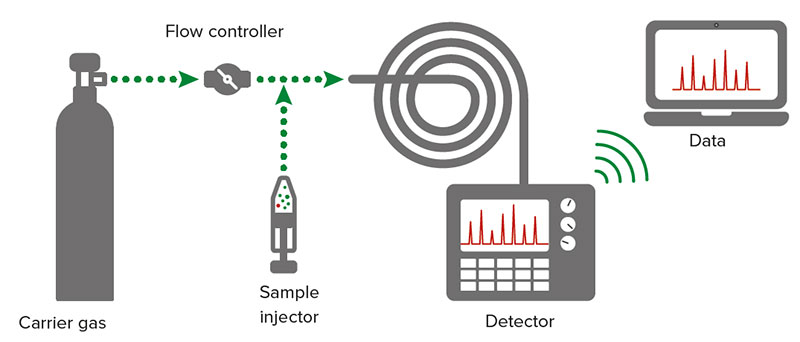 Flow controller
Data
Sample
injector
Carrier gas
Detector